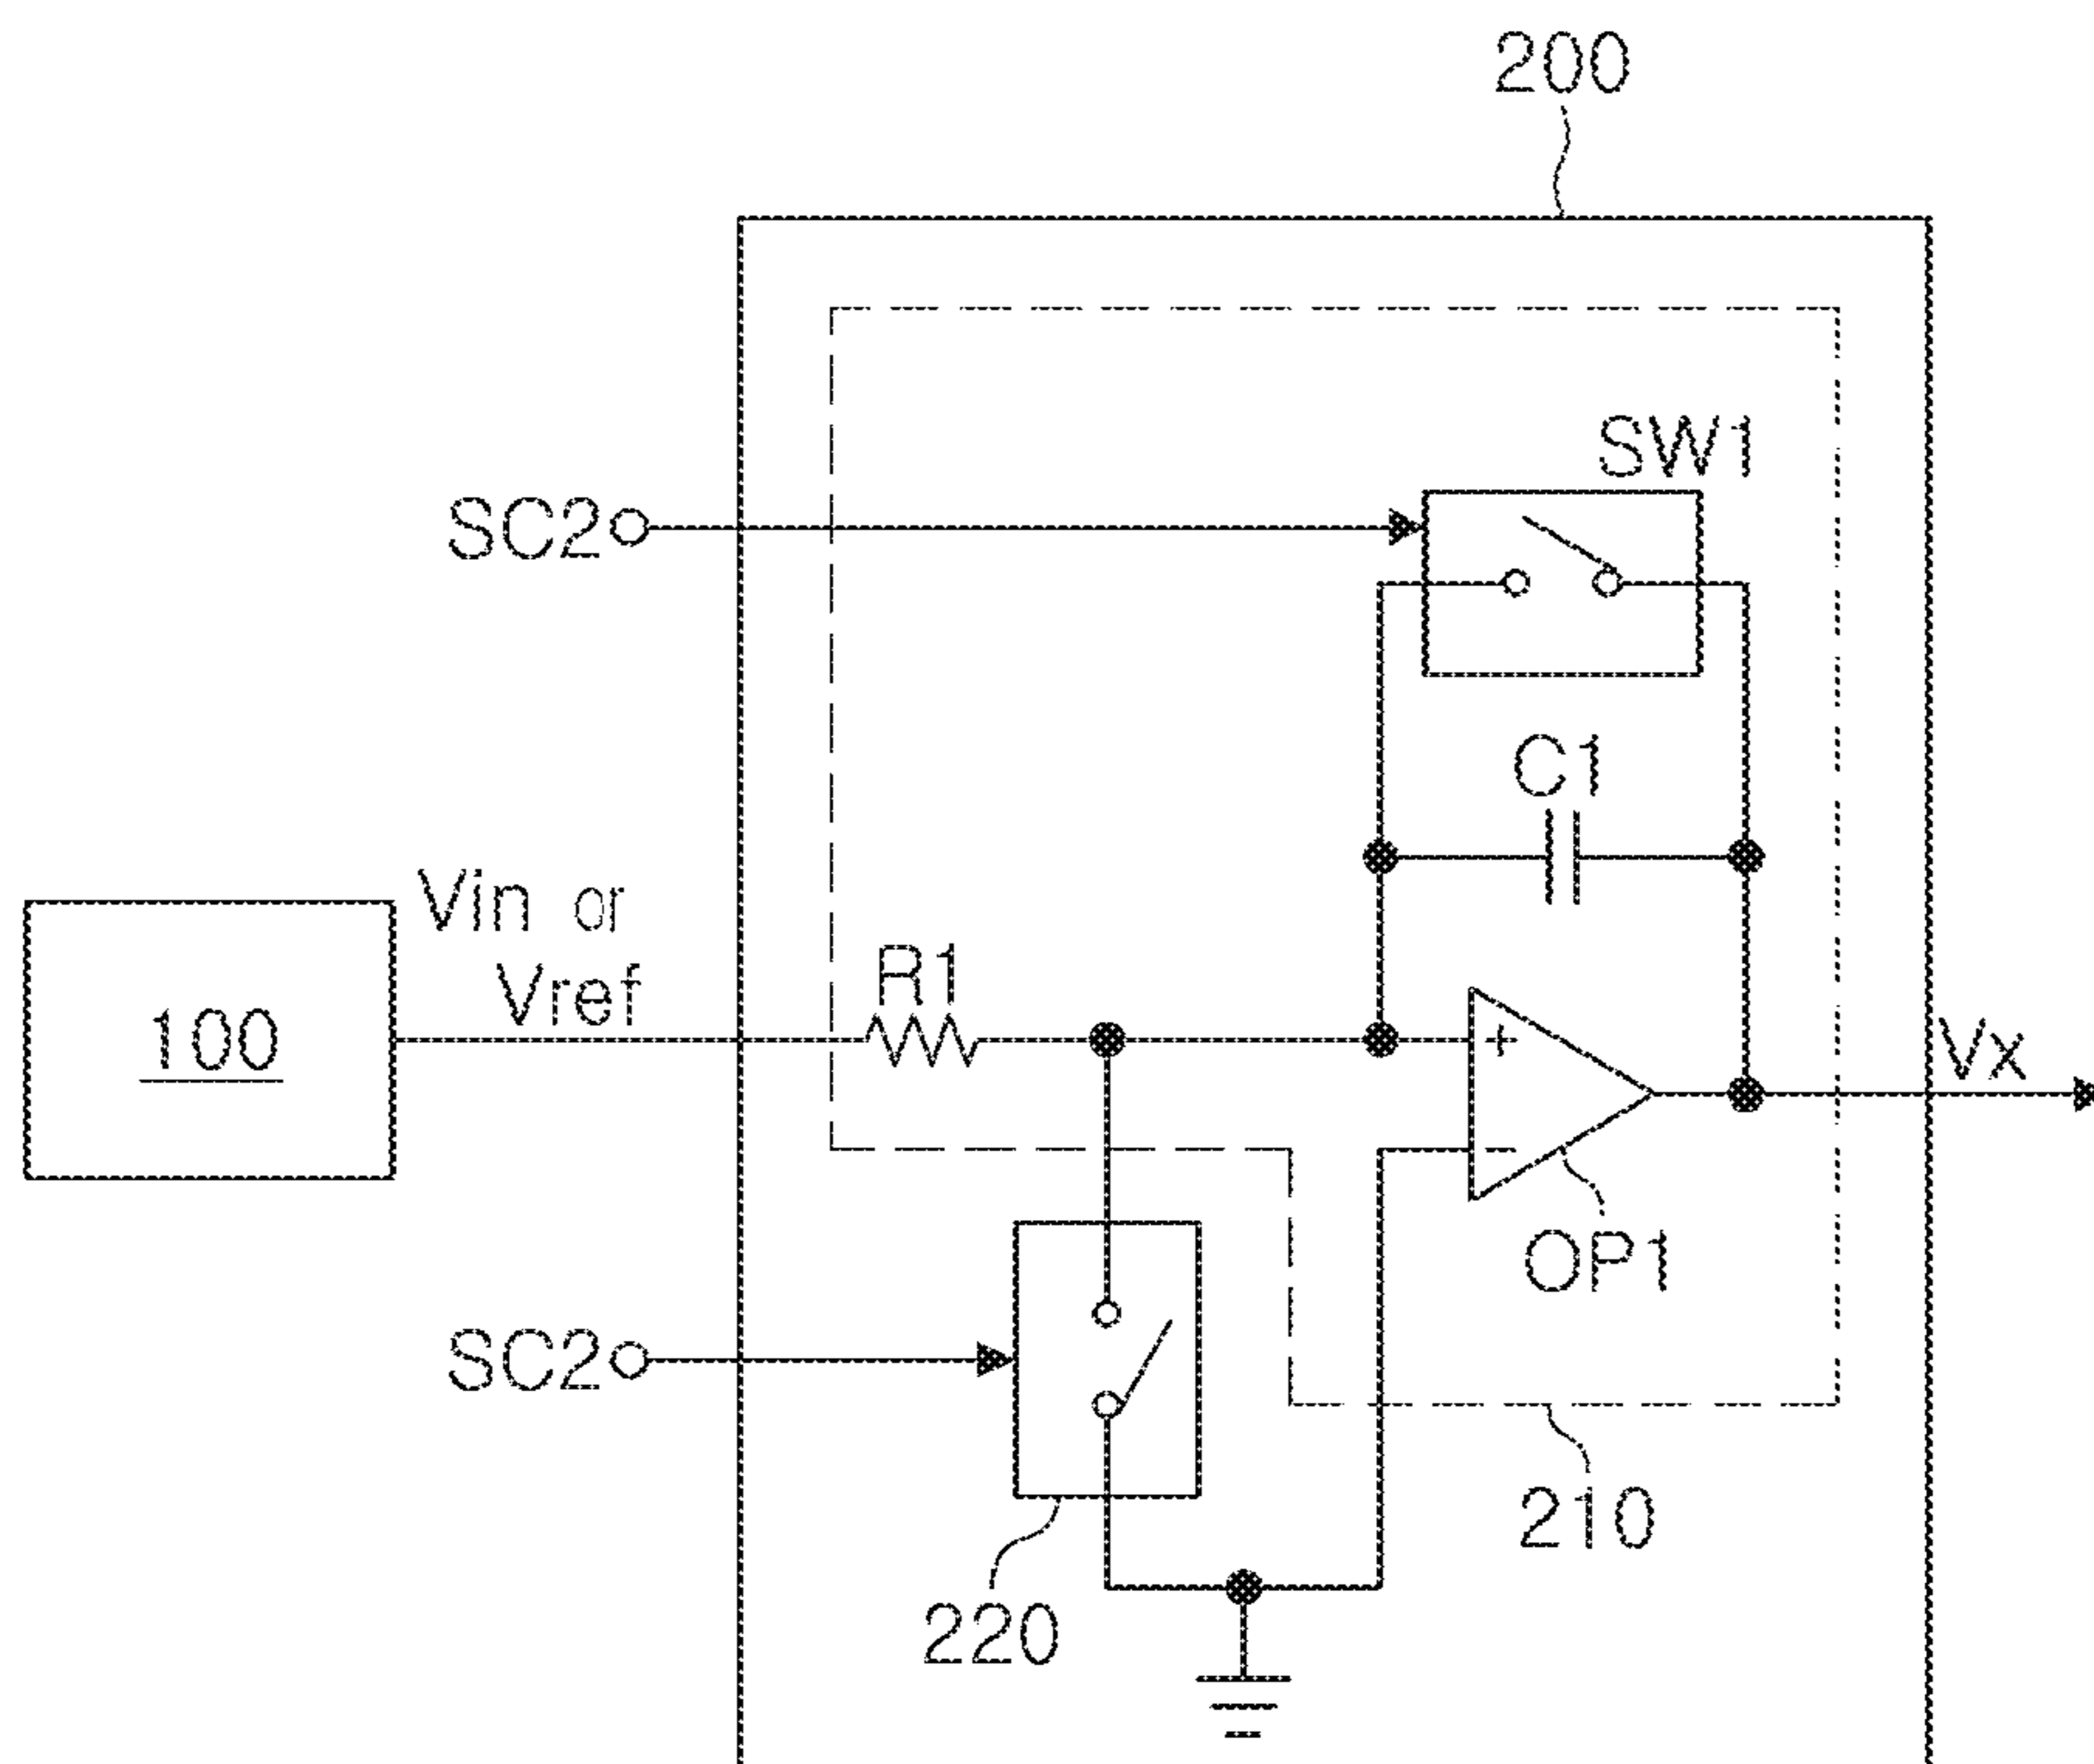 200
SW1
SC2
C1
Vin or
Vref
R1
100
+
Vx
-
OP1
SC2
210
220